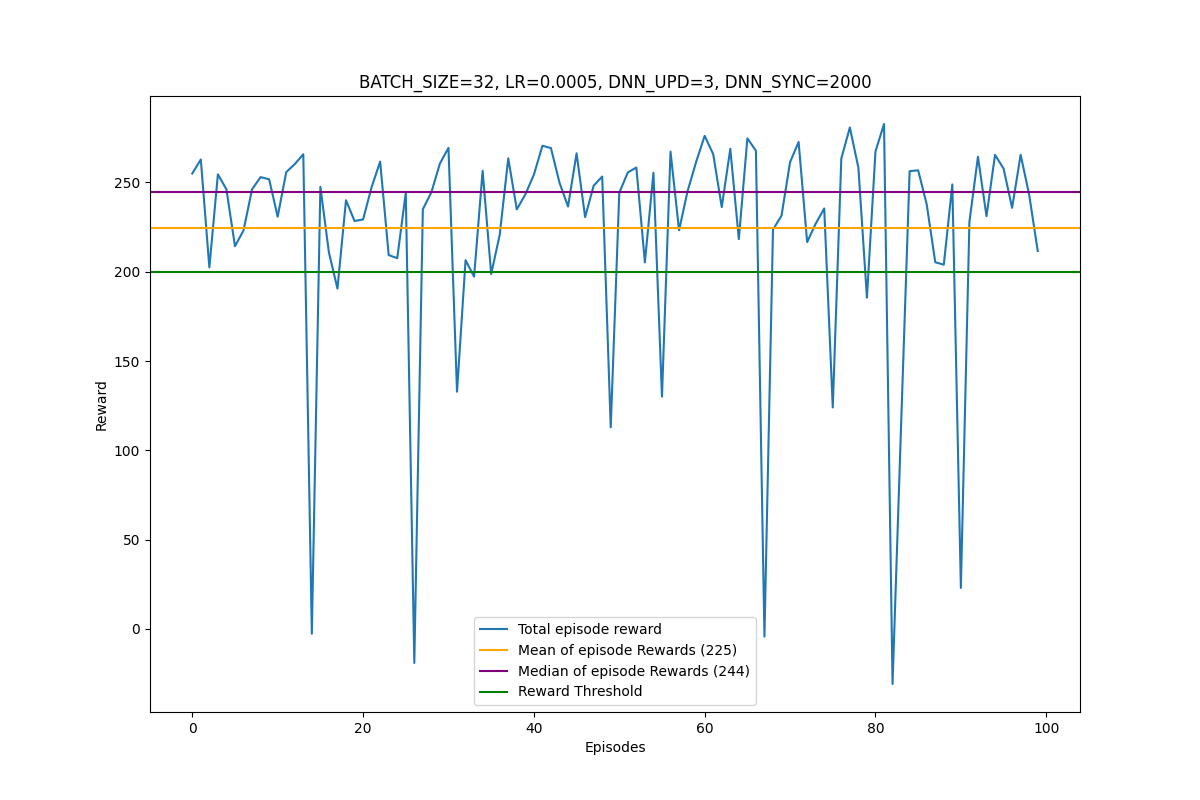 BATCH_SIZE=32, LR=0.0005, DNN_UPD=3, DNN_SYNC=2000
250
200
150
100
50
0
Reward
Total episode reward
Mean of episode Rewards (225)
Median of episode Rewards (244)
Reward Threshold
0 20 40 60 80 100
Episodes